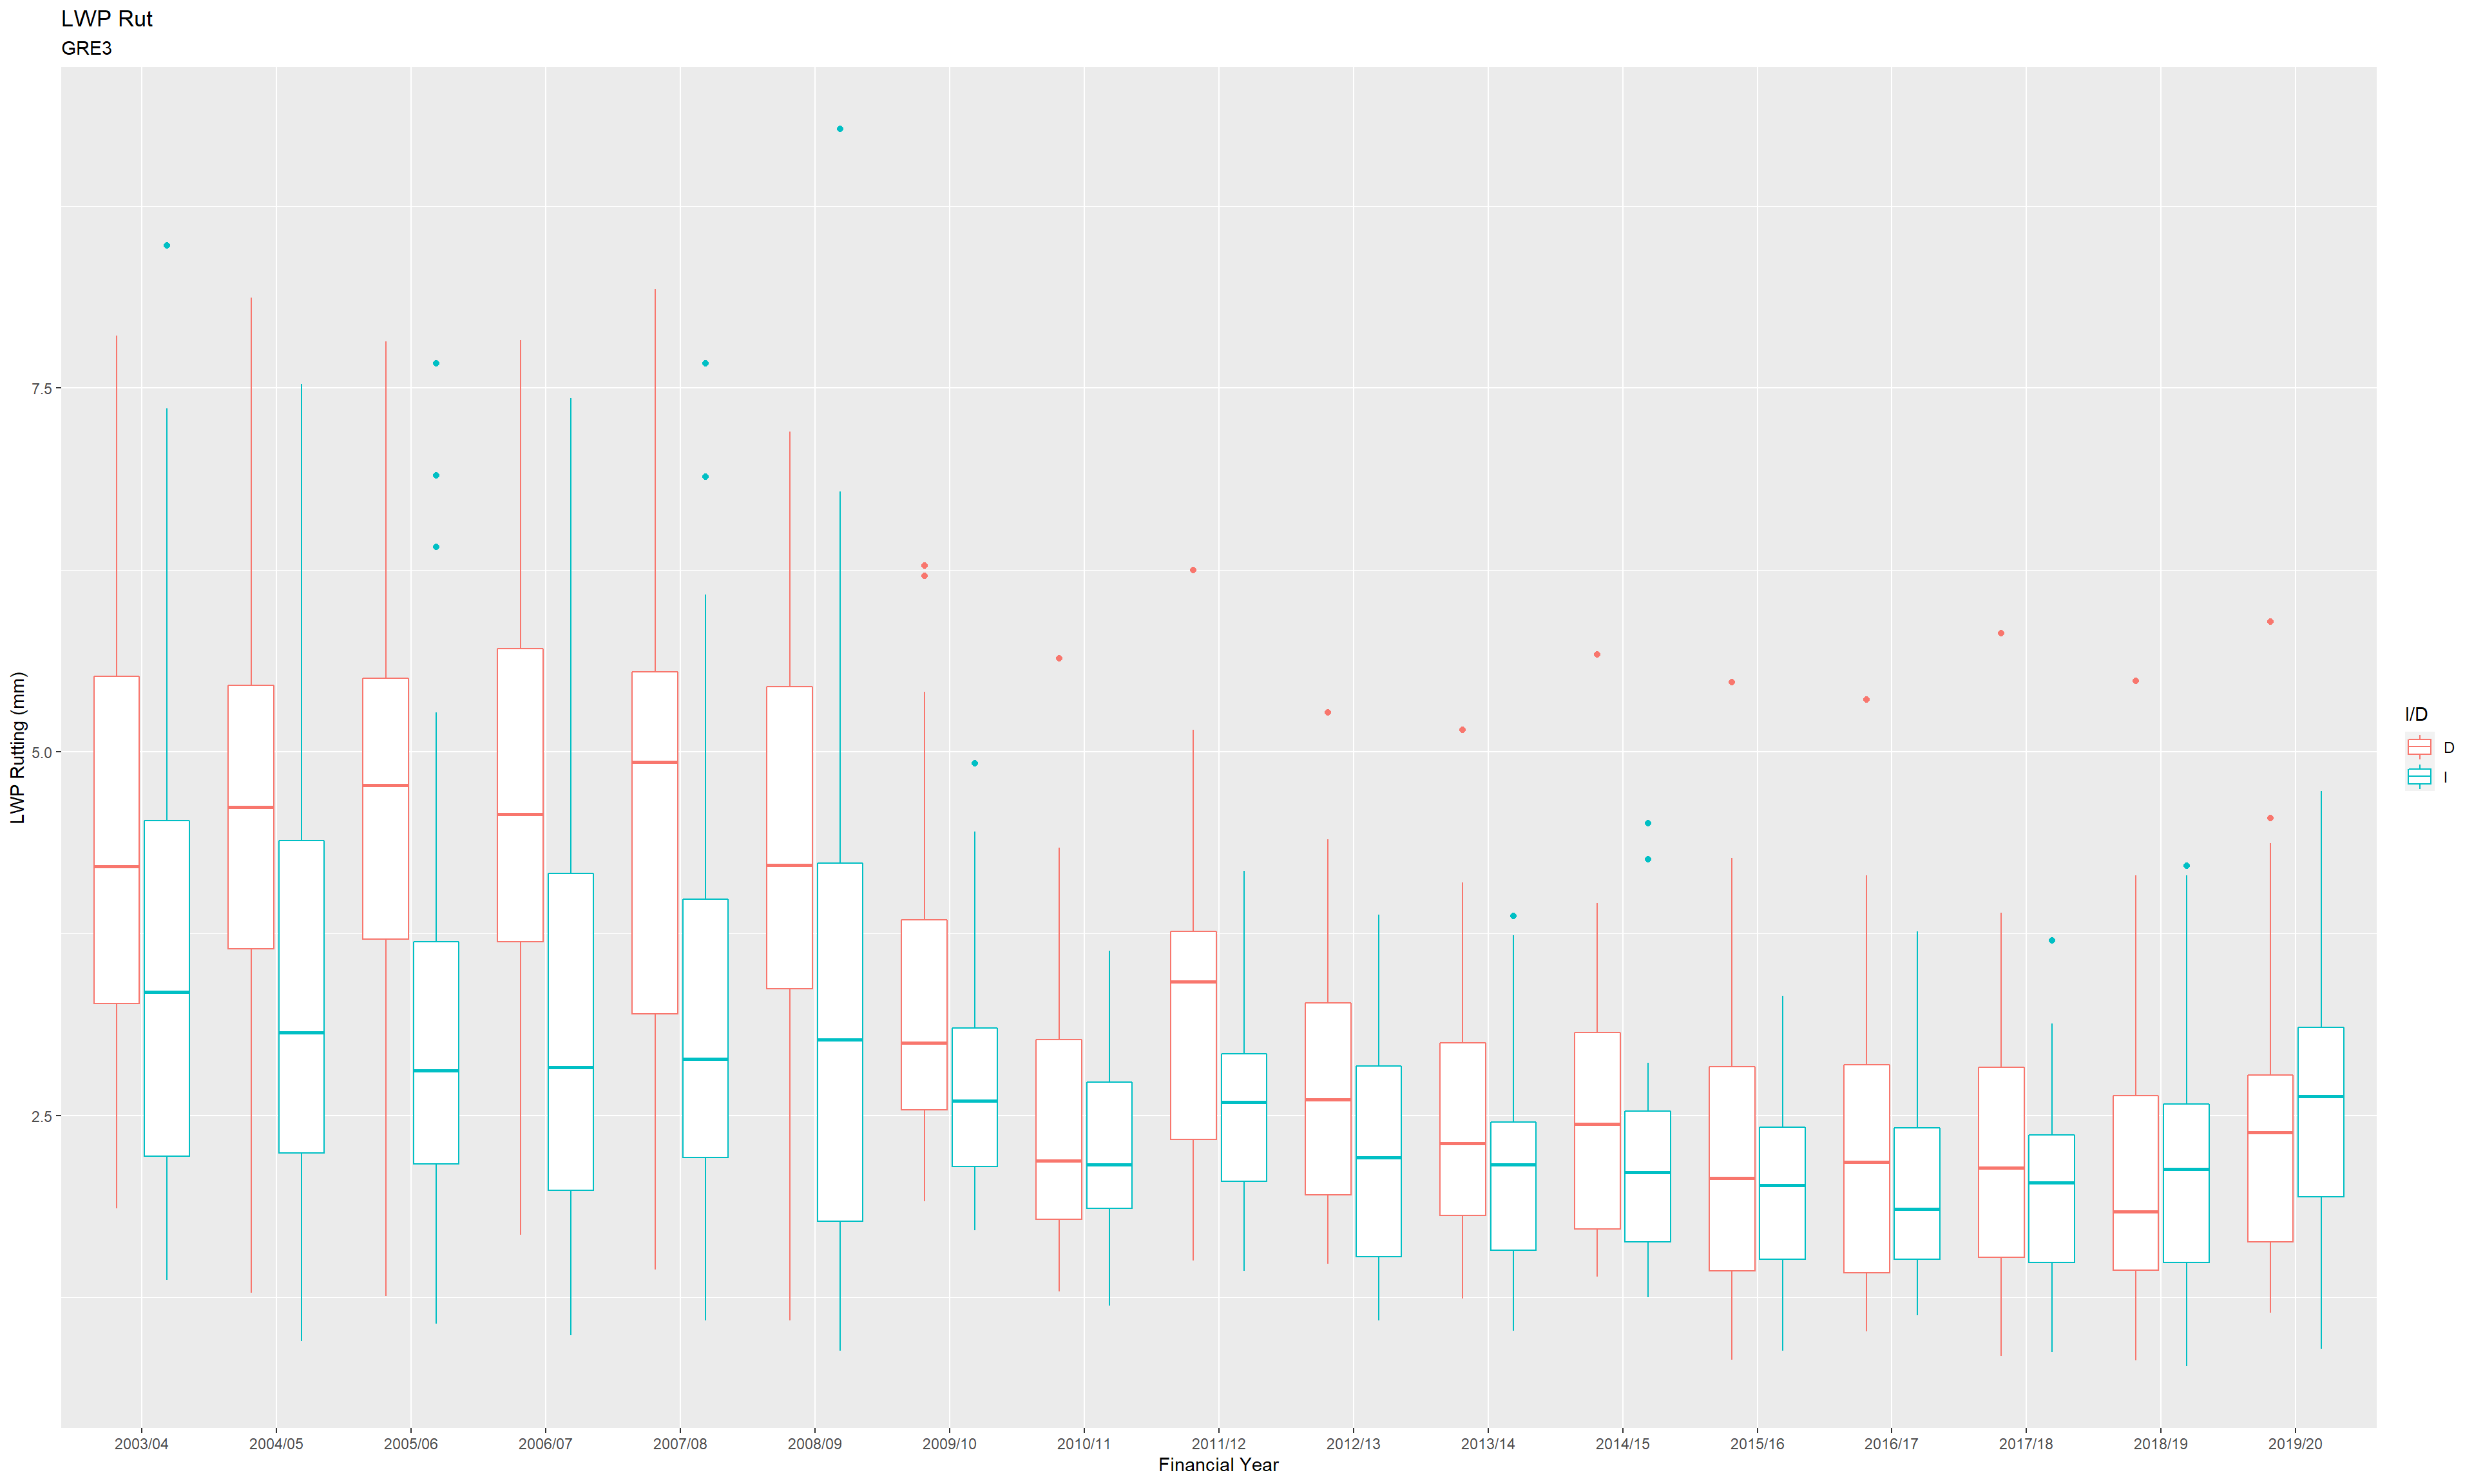 LWP Rut
GRE3
LWP Rutting (mm)
7.5
5.0
2.5
2003/04 2004/05 2005/06 2006/07 2007/08 2008/09 2009/10 2010/11 2011/12 2012/13 2013/14 2014/15 2015/16 2016/17 2017/18 2018/19 2019/20
Financial Year
I/D
D
I